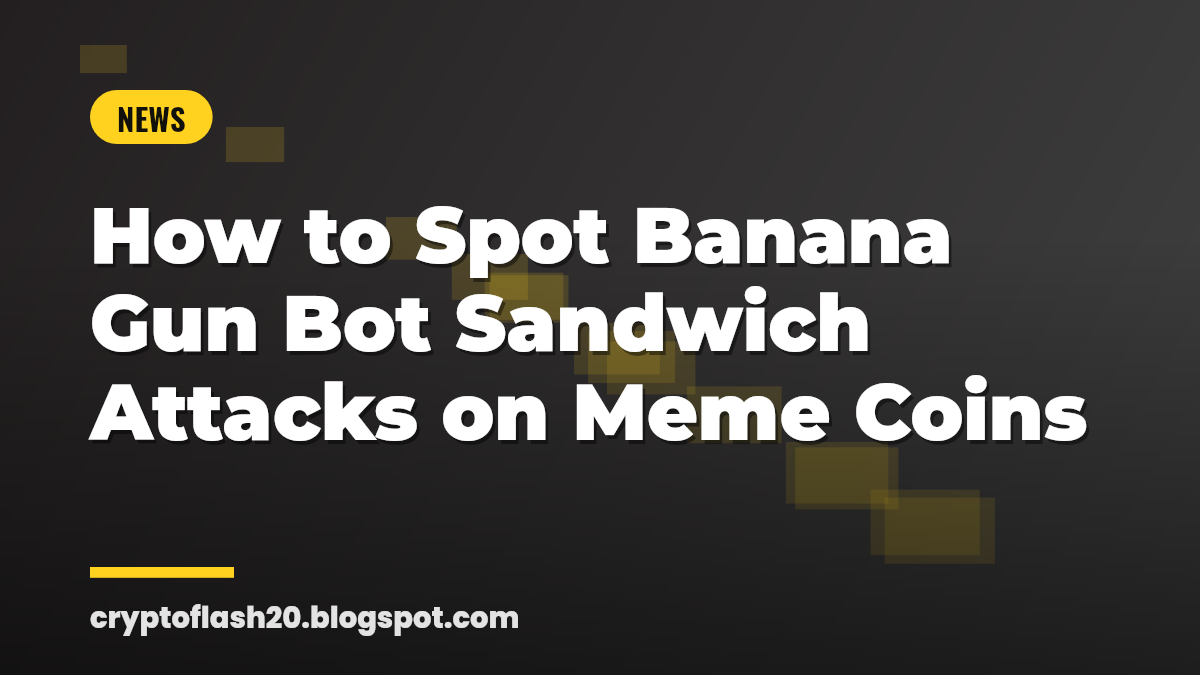 NEWS
How to Spot Banana
Gun Bot Sandwich
Attacks on Meme Coins
cryptoflash20.blogspot.com